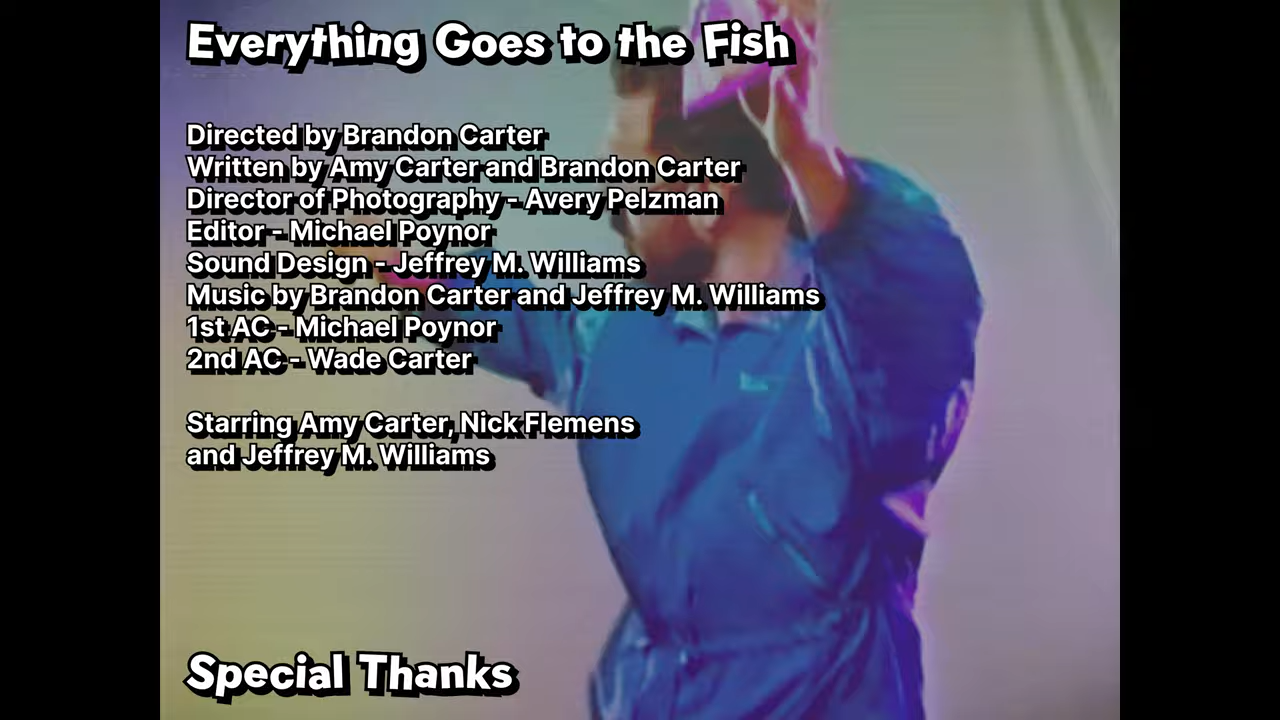 Everything Goes to the Fish
Directed by Brandon Carter
Written by Amy Carter and Brandon Carter
Director of Photography - Avery Pelzman
Editor - Michael Poynor
Sound Design - Jeffrey M. Williams
Music by Brandon Carter and Jeffrey M. Williams
1st AC - Michael Poynor
2nd AC - Wade Carter
Starring Amy Carter, Nick Flemens
and Jeffrey M. Williams
Special Thanks